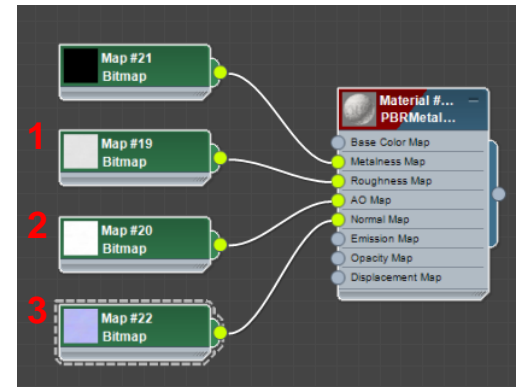 Map #21
Bitmap
1
Map #19
Bitmap
2
Map #20
Bitmap
3
Map #22
Bitmap
Material #...
PBRMetal...
Base Color Map
Metalness Map
Roughness Map
AO Map
Normal Map
Emission Map
Opacity Map
Displacement Map